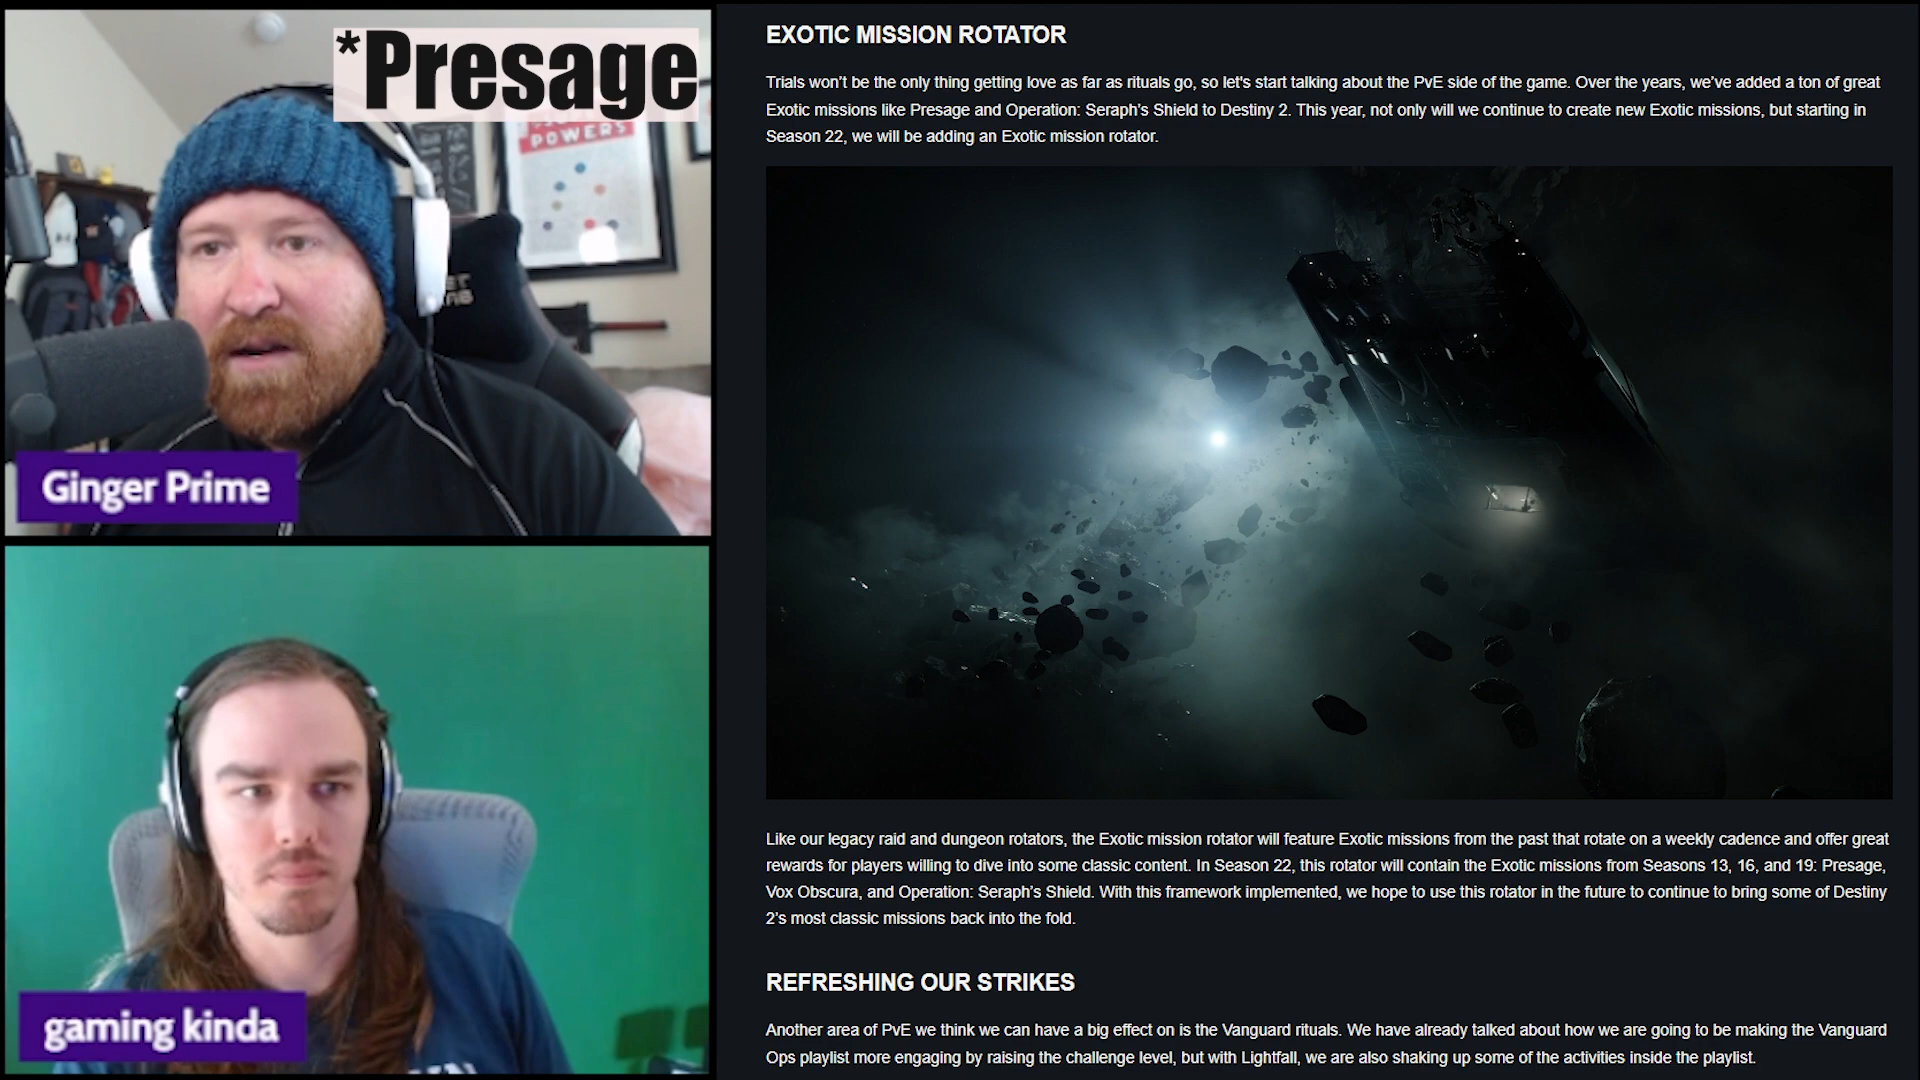 *Presage
POWERS
Ginger Prime
gaming kinda
EXOTIC MISSION ROTATOR
Trials won't be the only thing getting love as far as rituals go, so let's start talking about the PvE side of the game. Over the years, we've added a ton of great
Exotic missions like Presage and Operation: Seraph's Shield to Destiny 2. This year, not only will we continue to create new Exotic missions, but starting in
Season 22, we will be adding an Exotic mission rotator.
Like our legacy raid and dungeon rotators, the Exotic mission rotator will feature Exotic missions from the past that rotate on a weekly cadence and offer great
rewards for players willing to dive into some classic content. In Season 22, this rotator will contain the Exotic missions from Seasons 13, 16, and 19: Presage,
Vox Obscura, and Operation: Seraph's Shield. With this framework implemented, we hope to use this rotator in the future to continue to bring some of Destiny
2's most classic missions back into the fold.
REFRESHING OUR STRIKES
Another area of PvE we think we can have a big effect on is the Vanguard rituals. We have already talked about how we are going to be making the Vanguard
Ops playlist more engaging by raising the challenge level, but with Lightfall, we are also shaking up some of the activities inside the playlist.